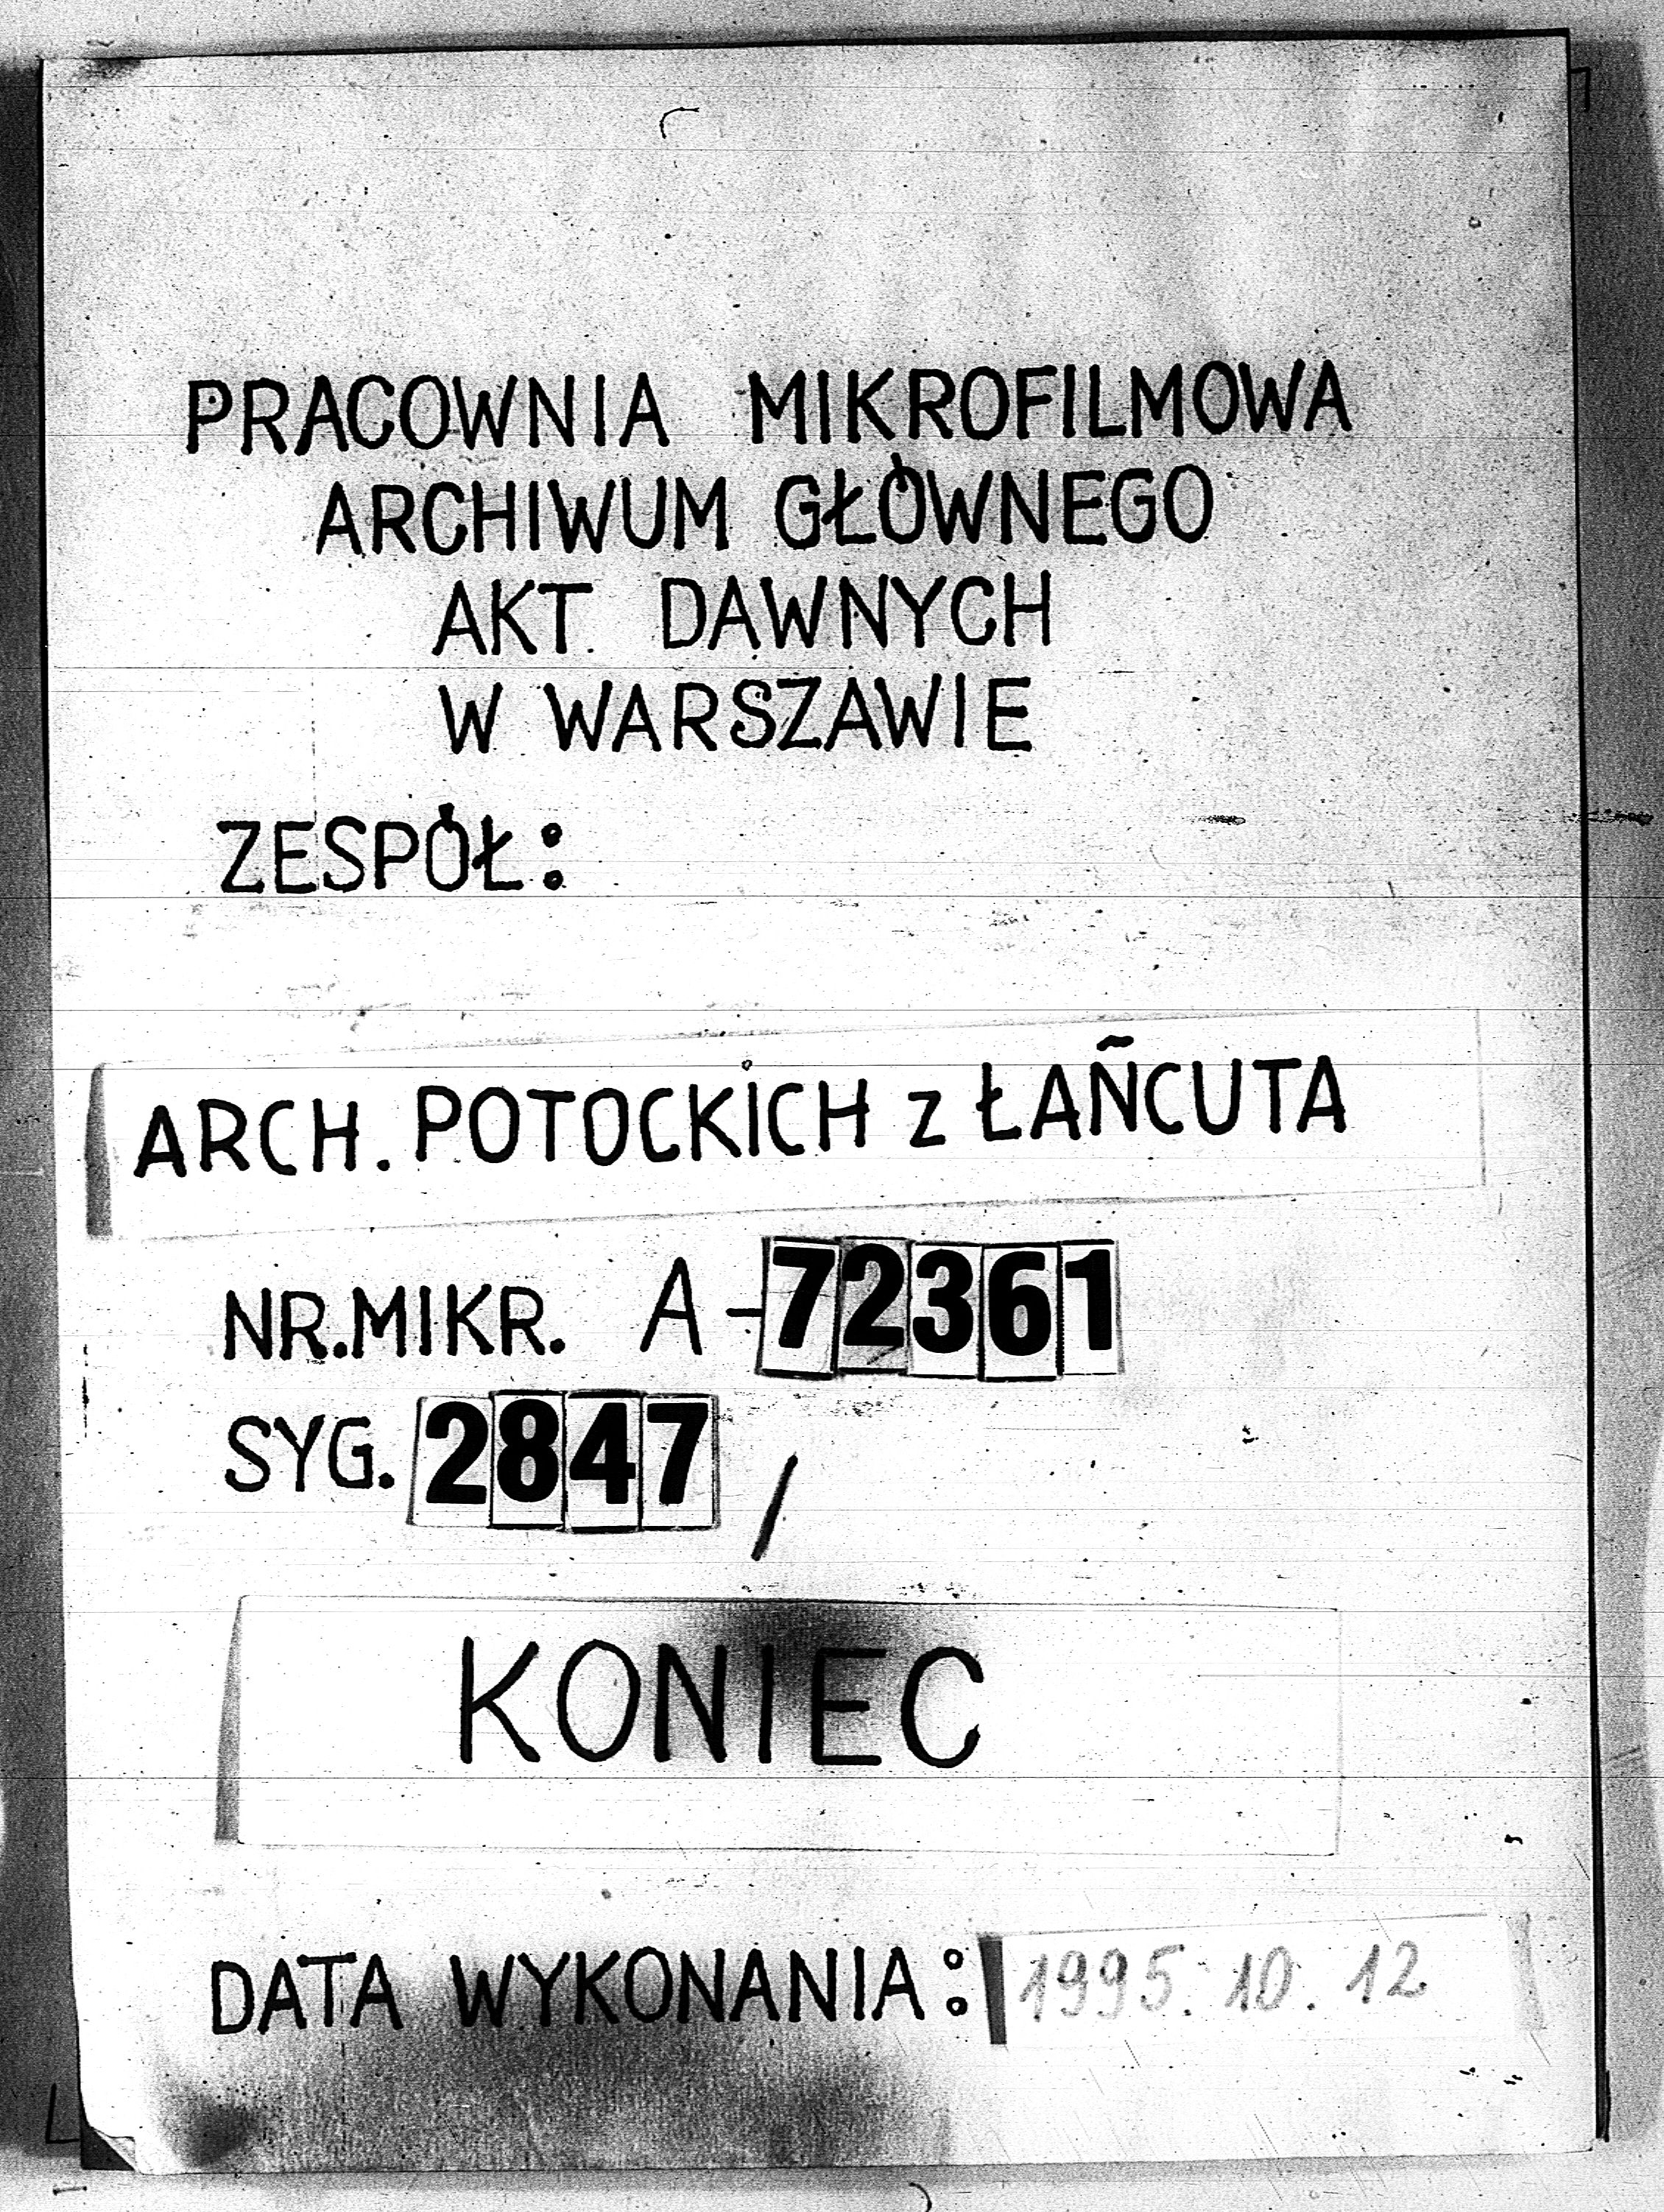 PRACOWNIA MIKROFILMOWA
ARCHIWUM GŁÓWNEGO
AKT DAWNYCH
W WARSZAWIE
ZESPÓŁ:
ARCH. POTOCKICH z ŁAŃCUTA
NR.MIKR. A-72361
SYG. 2847 /
KONIEC
DATA WYKONANIA: 1995.10.12